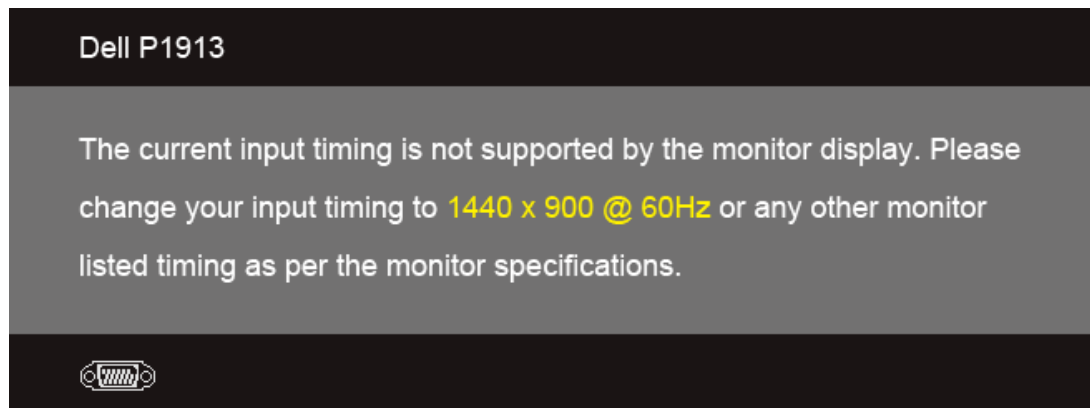 Dell P1913
The current input timing is not supported by the monitor display. Please
change your input timing to 1440 x 900 @ 60Hz or any other monitor
listed timing as per the monitor specifications.